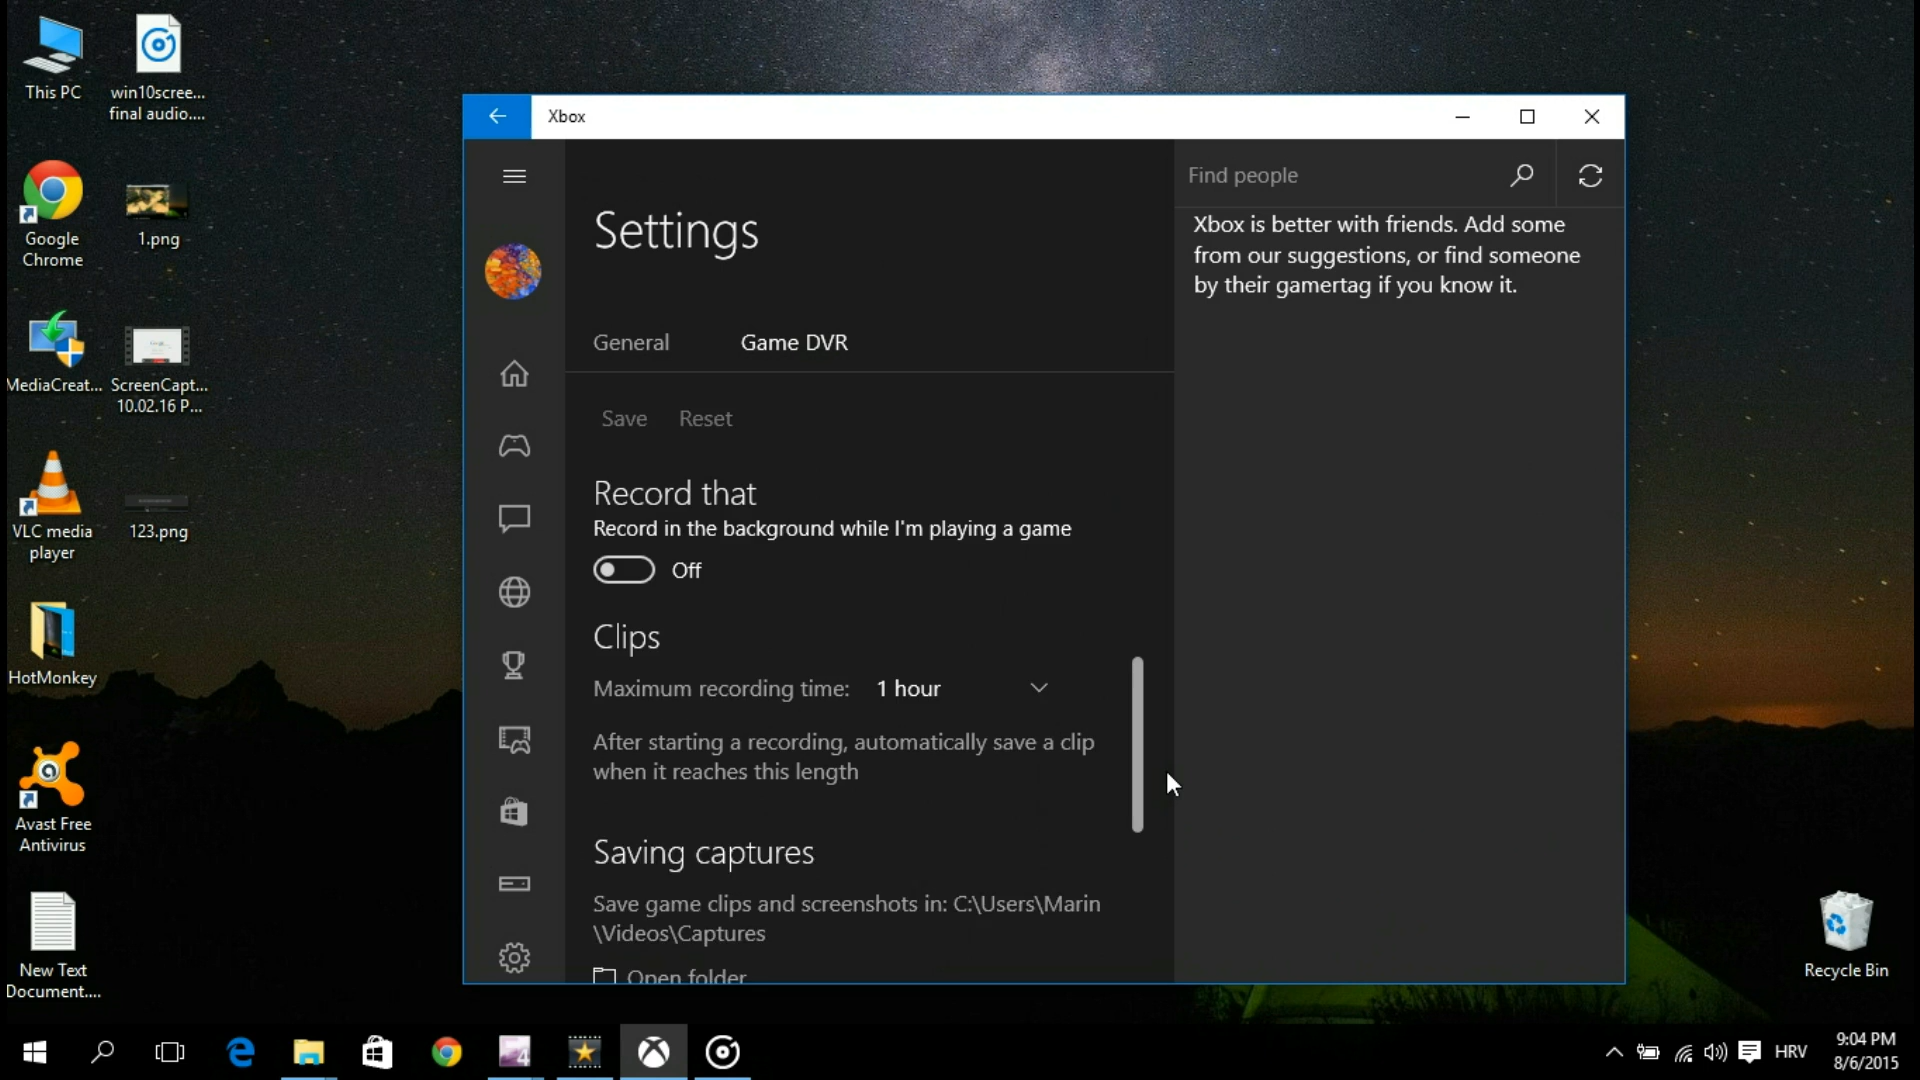 This PC
win10scree...
final audio....
Google
Chrome
1.png
MediaCreat...
ScreenCapt...
10.02.16 P...
VLC media
player
123.png
HotMonkey
Avast Free
Antivirus
New Text
Document....
Recycle Bin
Xbox
Settings
General
Game DVR
Save
Reset
Record that
Record in the background while I'm playing a game
Off
Clips
Maximum recording time: 1 hour
After starting a recording, automatically save a clip
when it reaches this length
Saving captures
Save game clips and screenshots in: C:\Users\Marin
\Videos\Captures
Open folder
Find people
Xbox is better with friends. Add some
from our suggestions, or find someone
by their gamertag if you know it.
4
HRV
9:04 PM
8/6/2015